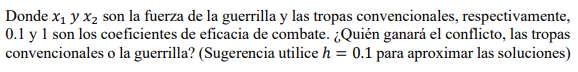 Donde x₁ y x₂ son la fuerza de la guerrilla y las tropas convencionales, respectivamente,
0.1 y 1 son los coeficientes de eficacia de combate. ¿Quién ganará el conflicto, las tropas
convencionales o la guerrilla? (Sugerencia utilice h = 0.1 para aproximar las soluciones)